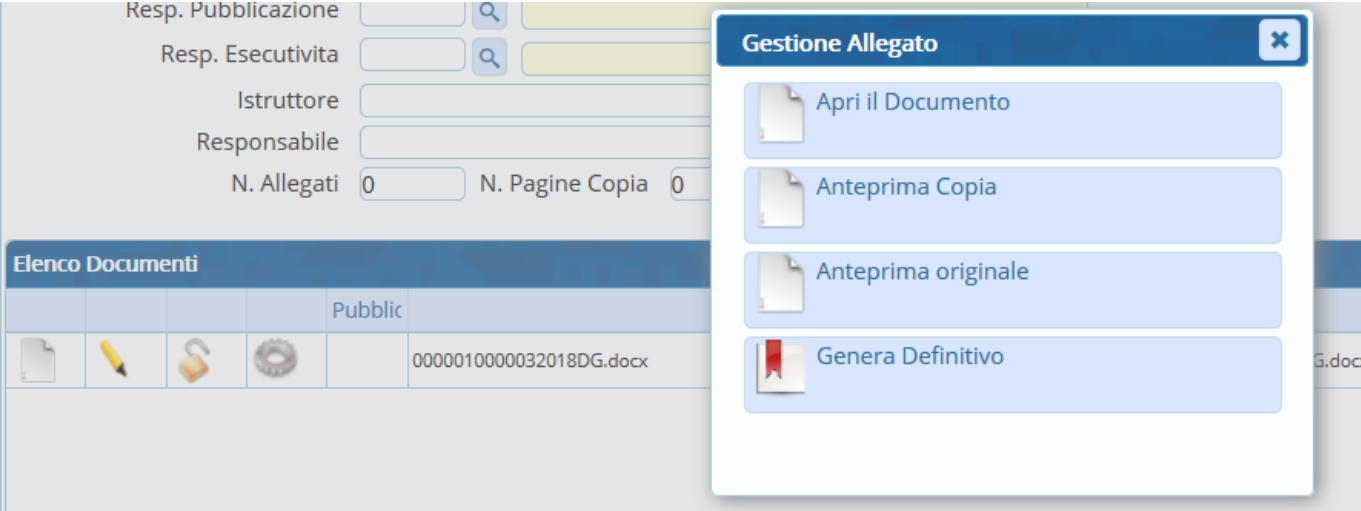 Resp. Pubblicazione
Resp. Esecutivita
Istruttore
Responsabile
N. Allegati 0 N. Pagine Copia 0
Gestione Allegato
Apri il Documento
Anteprima Copia
Anteprima originale
Genera Definitivo
Elenco Documenti
Pubblic
0000010000032018DG.docx
G.doc